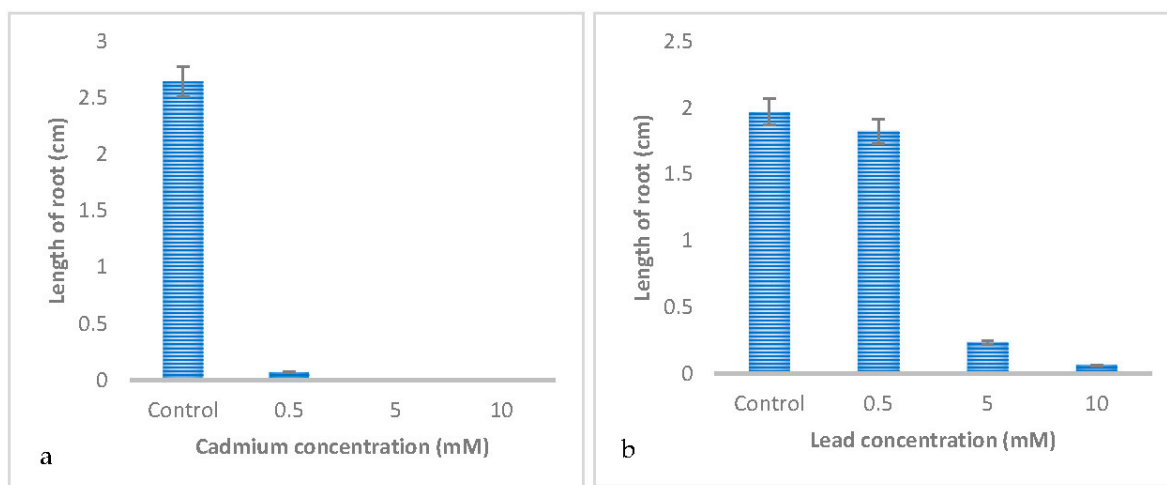 3
2.5
2
1.5
1
0.5
0
Length of root (cm)
Control 0.5 5 10
Cadmium concentration (mM)
a
2.5
2
1.5
1
0.5
0
Length of root (cm)
Control 0.5 5 10
Lead concentration (mM)
b